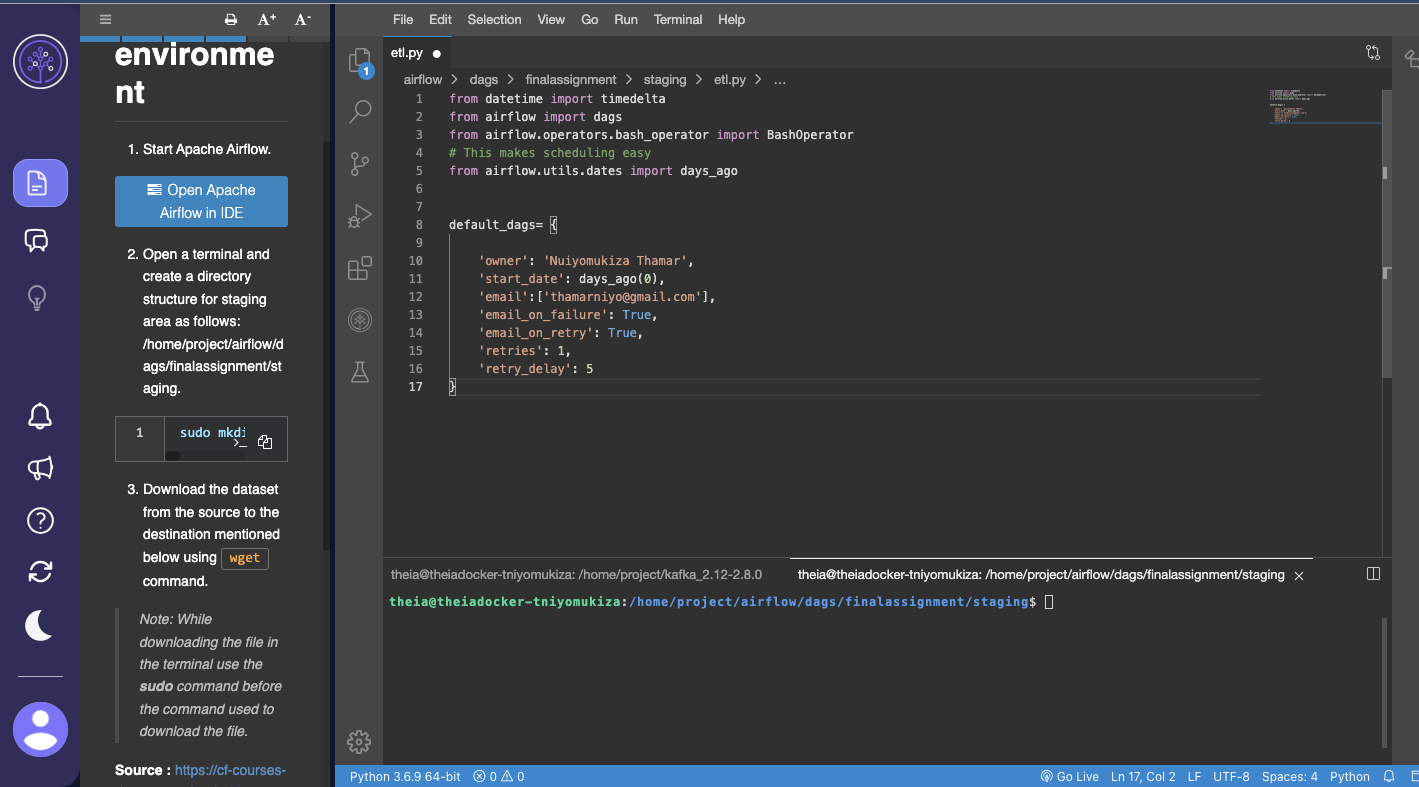 A+ A-
environme
nt
1. Start Apache Airflow.
Open Apache
Airflow in IDE
2. Open a terminal and
create a directory
structure for staging
area as follows:
/home/project/airflow/d
ags/finalassignment/st
aging.
1 sudo mkdi
>_
3. Download the dataset
from the source to the
destination mentioned
below using wget
command.
Note: While
downloading the file in
the terminal use the
sudo command before
the command used to
download the file.
Source : https://cf-courses-
File Edit Selection View Go Run Terminal Help
1
etl.py ●
airflow > dags > finalassignment > staging > etl.py > ...
1 from datetime import timedelta
2 from airflow import dags
3 from airflow.operators.bash_operator import BashOperator
4 # This makes scheduling easy
5 from airflow.utils.dates import days_ago
6
7
8 default_dags= {
9
10 'owner': 'Nuiyomukiza Thamar',
11 'start_date': days_ago(0),
12 'email':['thamarniyo@gmail.com'],
13 'email_on_failure': True,
14 'email_on_retry': True,
15 'retries': 1,
16 'retry_delay': 5
17 }
theia@theiadocker-tniyomukiza: /home/project/kafka_2.12-2.8.0 theia@theiadocker-tniyomukiza: /home/project/airflow/dags/finalassignment/staging ×
theia@theiadocker-tniyomukiza:/home/project/airflow/dags/finalassignment/staging$
Python 3.6.9 64-bit 0 0 Go Live Ln 17, Col 2 LF UTF-8 Spaces: 4 Python